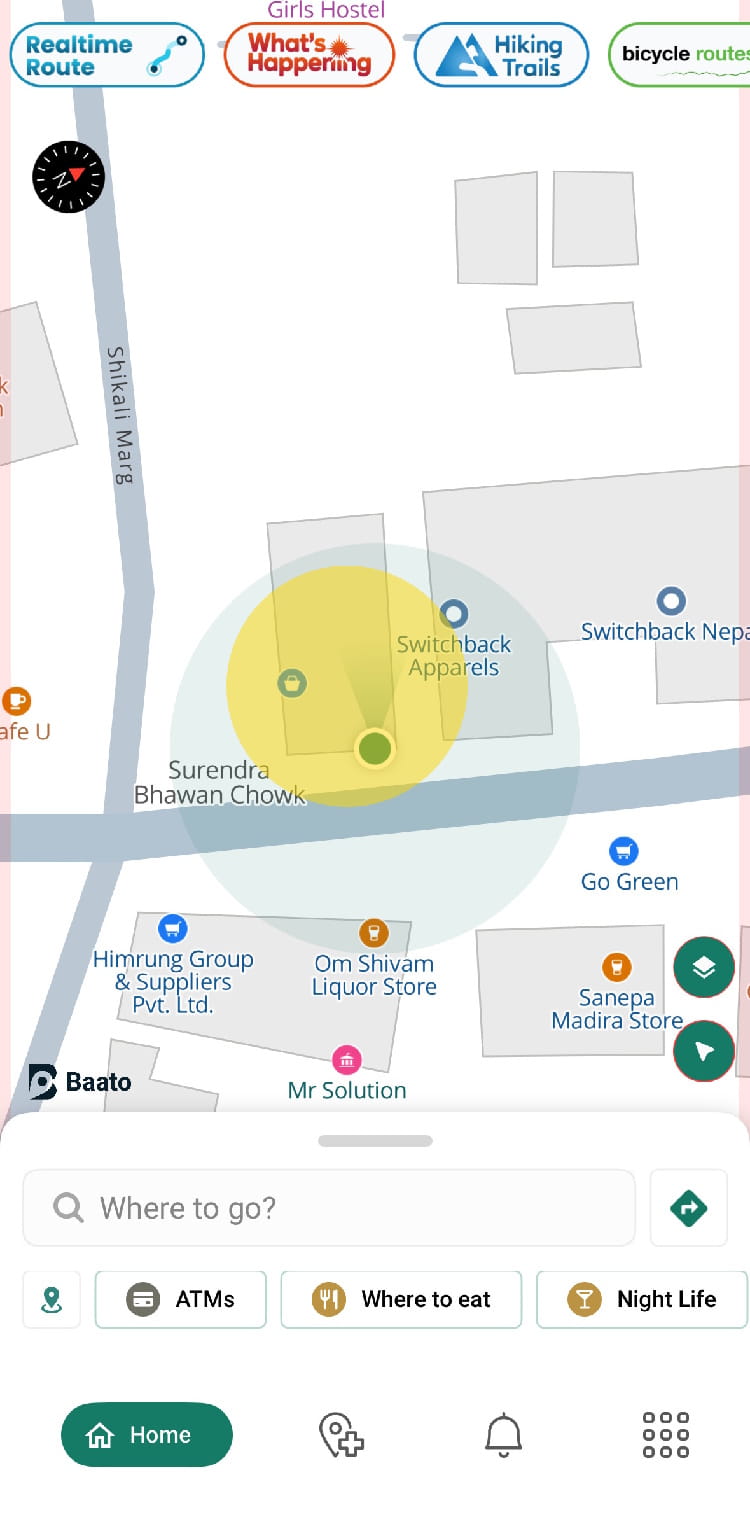 Girls Hostel
Realtime
Route
What's
Happening
Hiking
Trails
bicycle routes
N
Shikali Marg
k
Switchback
Apparels
Switchback Nepa
afe U
Surendra
Bhawan Chowk
Go Green
Himrung Group
& Suppliers
Pvt. Ltd.
Om Shivam
Liquor Store
Sanepa
Madira Store
Mr Solution
Baato
Where to go?
ATMs
Where to eat
Night Life
Home